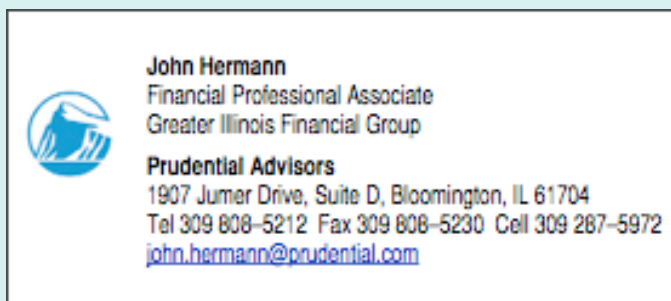 John Hermann
Financial Professional Associate
Greater Illinois Financial Group
Prudential Advisors
1907 Jumer Drive, Suite D, Bloomington, IL 61704
Tel 309 808–5212 Fax 309 808–5230 Cell 309 287–5972
john.hermann@prudential.com